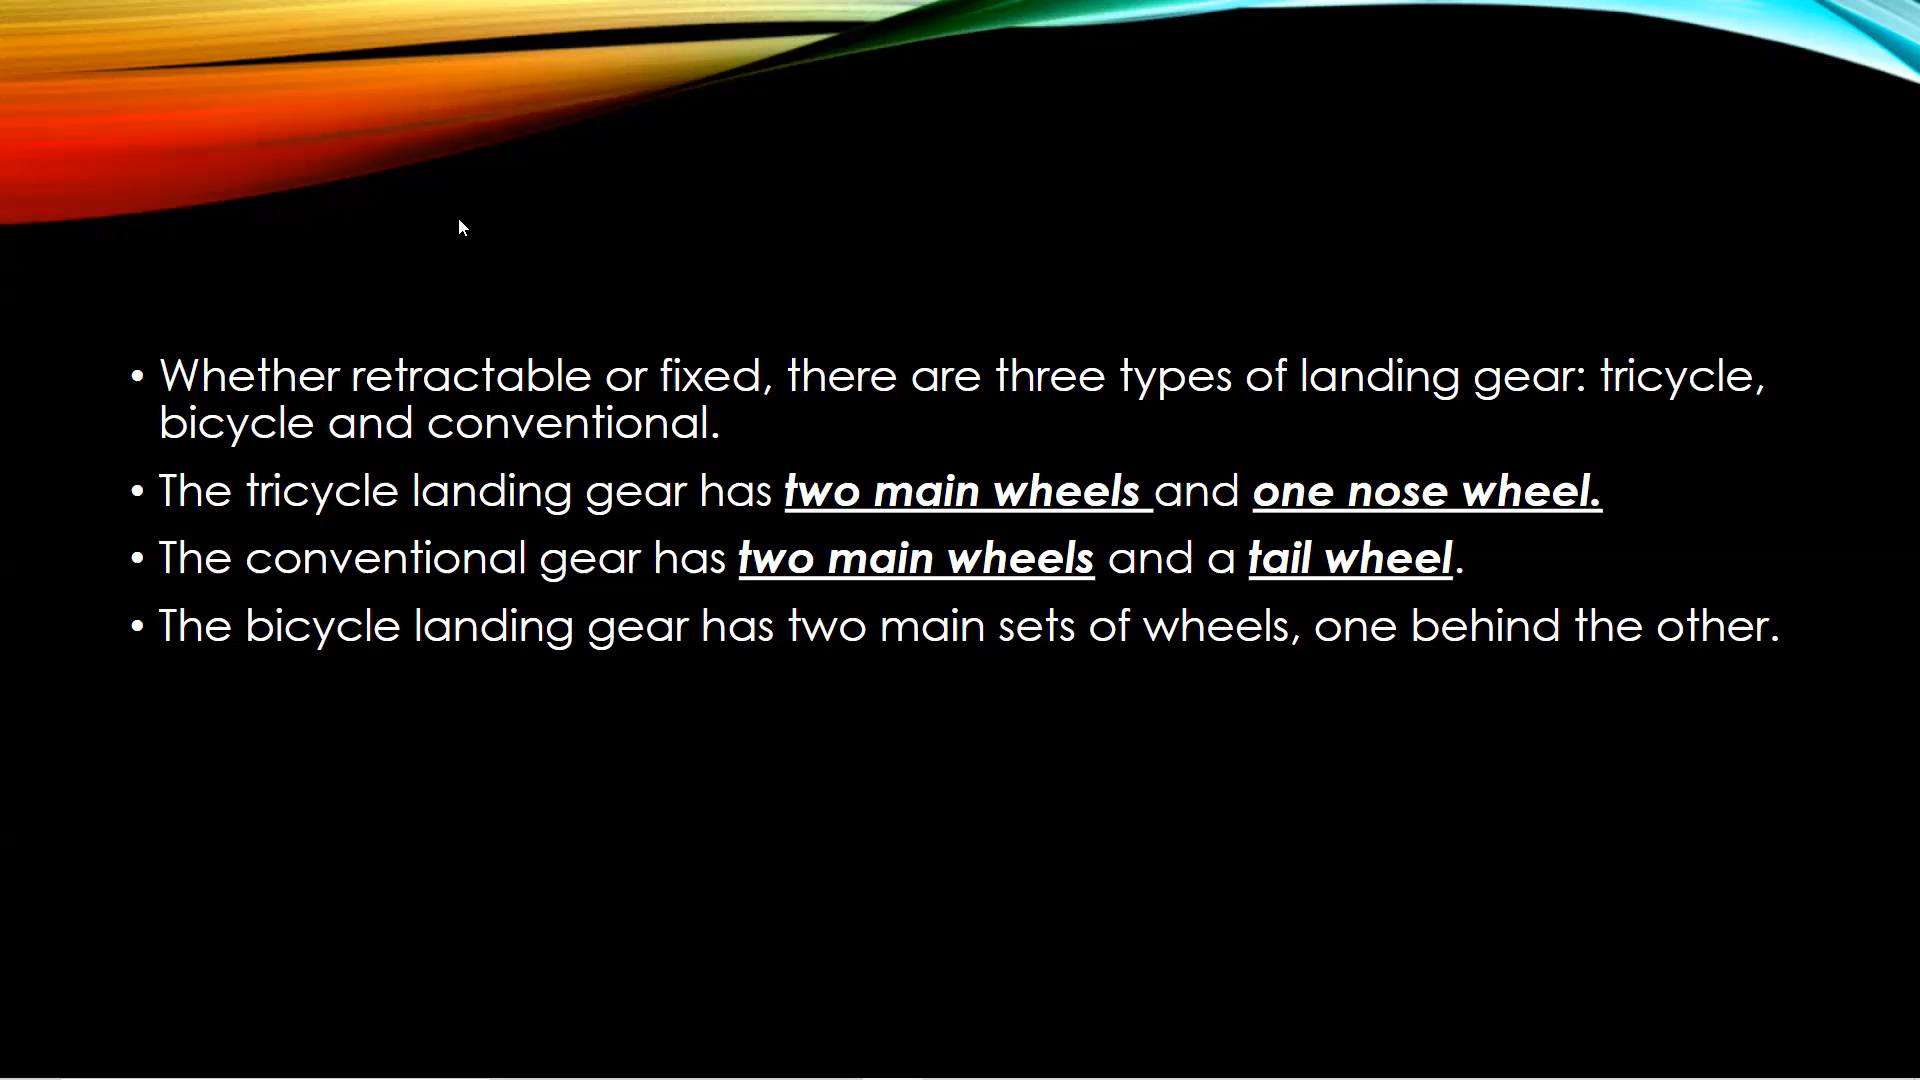 • Whether retractable or fixed, there are three types of landing gear: tricycle,
bicycle and conventional.
• The tricycle landing gear has two main wheels and one nose wheel.
• The conventional gear has two main wheels and a tail wheel.
• The bicycle landing gear has two main sets of wheels, one behind the other.